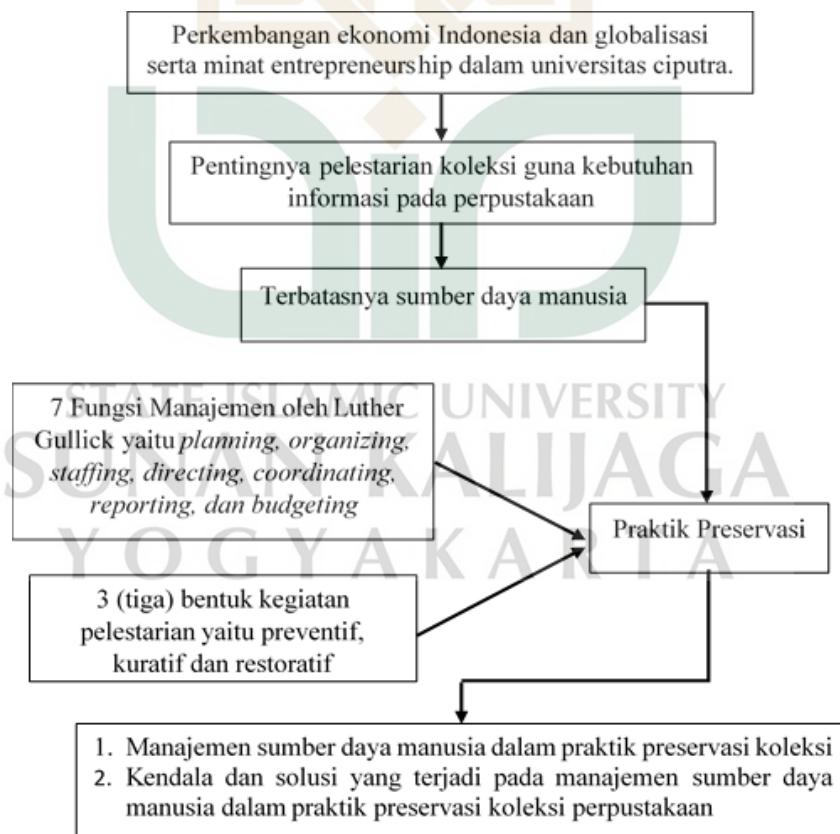 Perkembangan ekonomi Indonesia dan globalisasi
serta minat entrepreneurship dalam universitas ciputra.
Pentingnya pelestarian koleksi guna kebutuhan
informasi pada perpustakaan
Terbatasnya sumber daya manusia
7 Fungsi Manajemen oleh Luther
Gullick yaitu planning, organizing,
staffing, directing, coordinating,
reporting, dan budgeting
Praktik Preservasi
3 (tiga) bentuk kegiatan
pelestarian yaitu preventif,
kuratif dan restoratif
1. Manajemen sumber daya manusia dalam praktik preservasi koleksi
2. Kendala dan solusi yang terjadi pada manajemen sumber daya
manusia dalam praktik preservasi koleksi perpustakaan
STATE ISLAMIC UNIVERSITY
SUNAN KALIJAGA
YOGYAKARTA